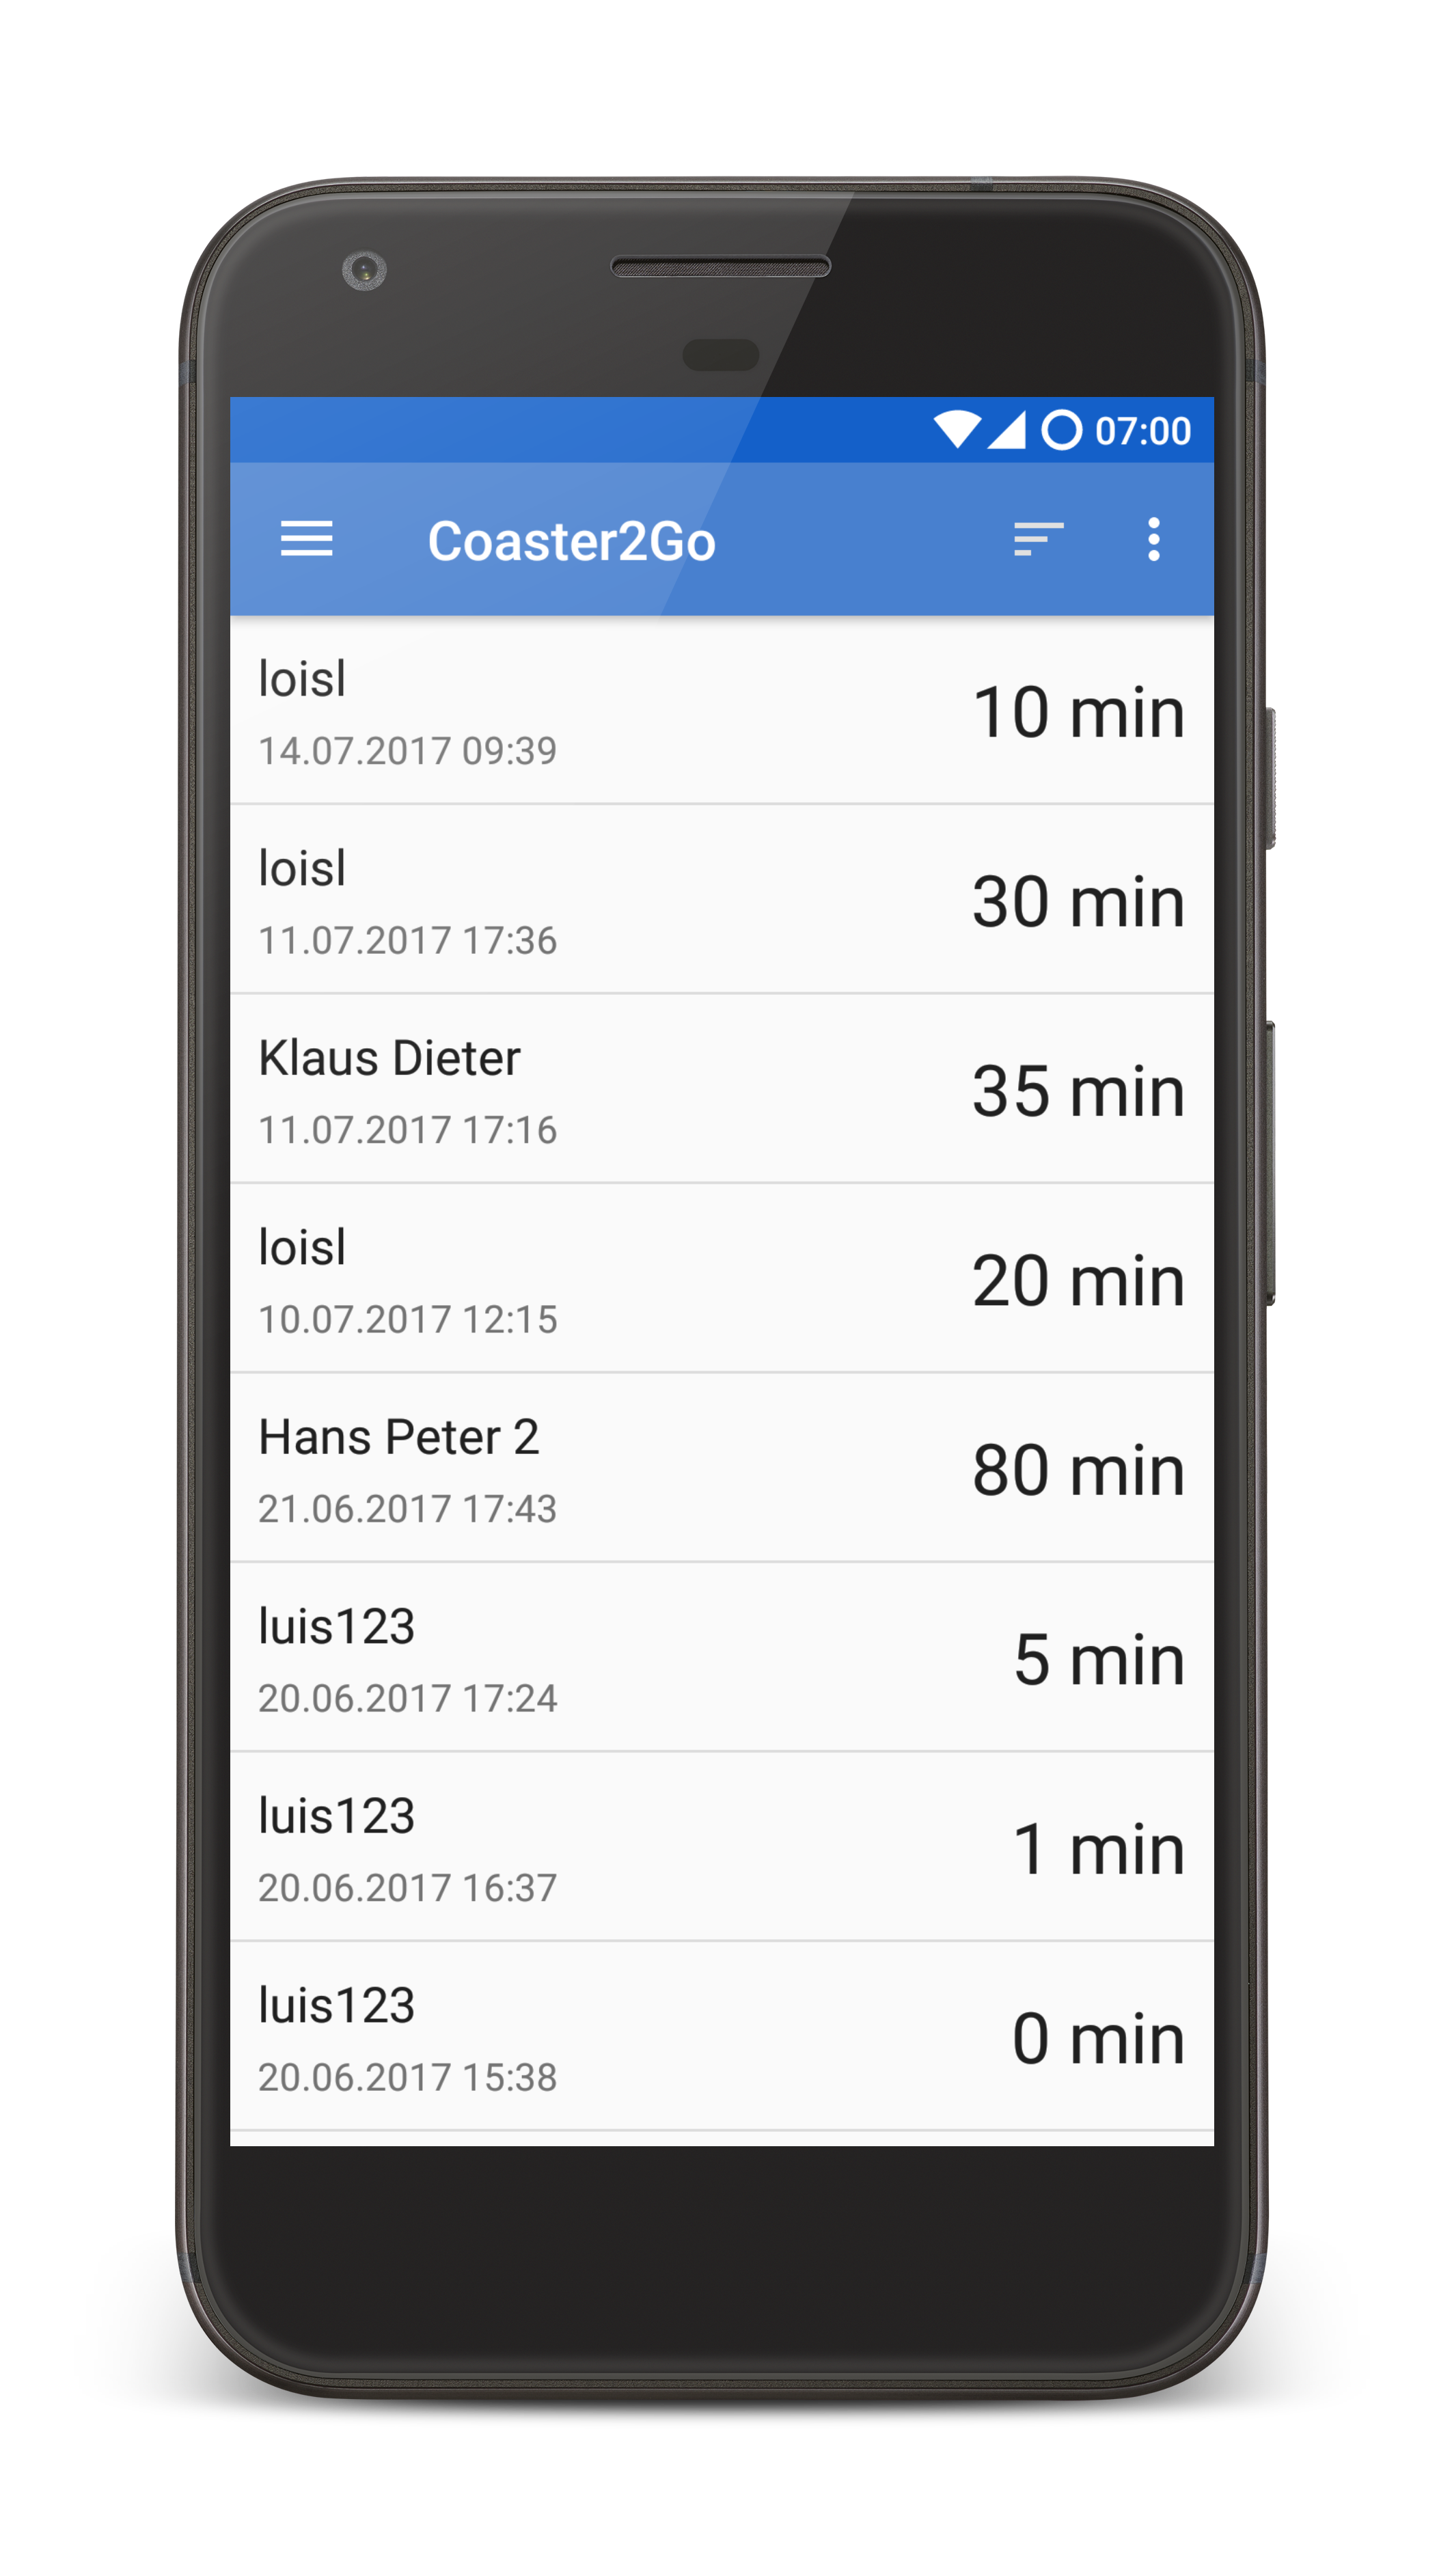 07:00
Coaster2Go
loisl
10 min
14.07.2017 09:39
loisl
30 min
11.07.2017 17:36
Klaus Dieter
35 min
11.07.2017 17:16
loisl
20 min
10.07.2017 12:15
Hans Peter 2
80 min
21.06.2017 17:43
luis123
5 min
20.06.2017 17:24
luis123
1 min
20.06.2017 16:37
luis123
0 min
20.06.2017 15:38